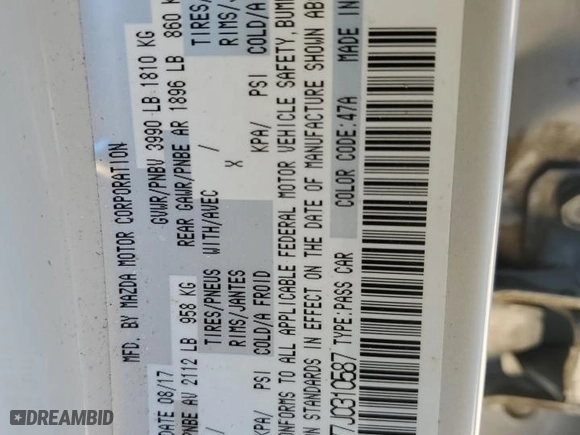 MFD. BY MAZDA MOTOR CORPORATION
DATE 08/17 GVWR/PNBV 3990 LB 1810 KG
PNBE AV 2112 LB 958 KG REAR GAWR/PNBE AR 1896 LB 860 K
TIRES/PNEUS WITH/AVEC / TIRES/
RIMS/JANTES X RIMS/J
KPA/ PSI COLD/A FROID KPA/ PSI COLD/A
CONFORMS TO ALL APPLICABLE FEDERAL MOTOR VEHICLE SAFETY, BUM
ON STANDARDS IN EFFECT ON THE DATE OF MANUFACTURE SHOWN AB
7J0310587 TYPE:PASS CAR COLOR CODE:47A MADE IN
DREAMBID